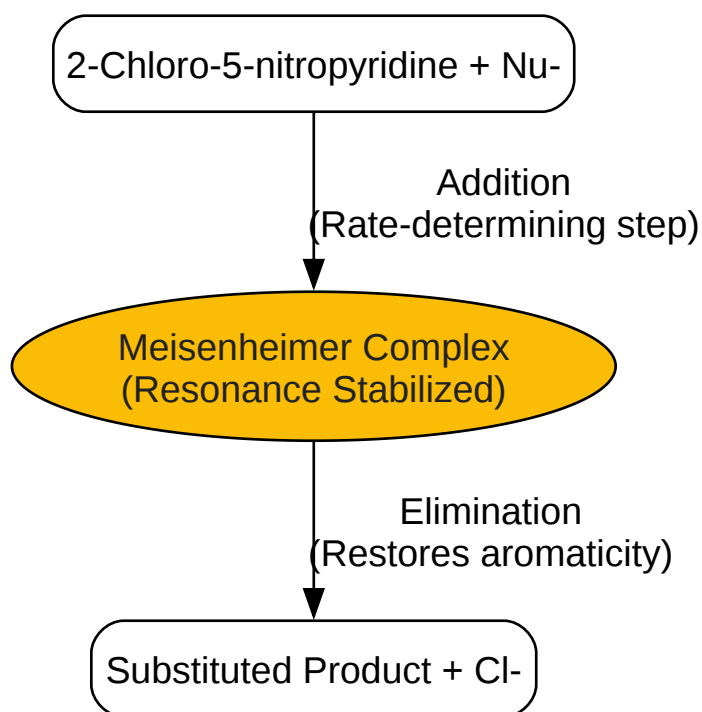 2-Chloro-5-nitropyridine + Nu-
Addition
(Rate-determining step)
Meisenheimer Complex
(Resonance Stabilized)
Elimination
(Restores aromaticity)
Substituted Product + Cl-